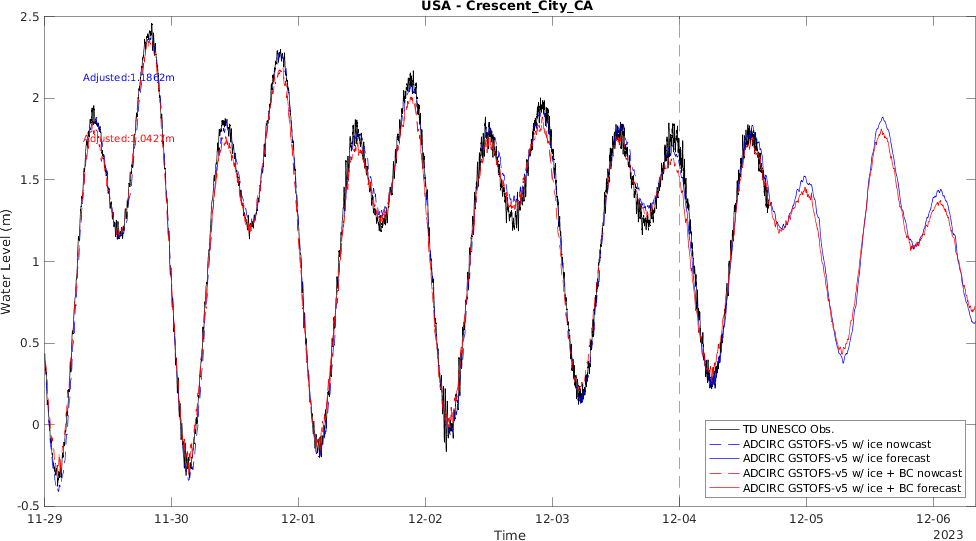 USA - Crescent_City_CA
2.5
2
1.5
1
0.5
0
-0.5
Water Level (m)
Adjusted:1.1862m
Adjusted:1.0427m
TD UNESCO Obs.
ADCIRC GSTOFS-v5 w/ ice nowcast
ADCIRC GSTOFS-v5 w/ ice forecast
ADCIRC GSTOFS-v5 w/ ice + BC nowcast
ADCIRC GSTOFS-v5 w/ ice + BC forecast
11-29 11-30 12-01 12-02 12-03 12-04 12-05 12-06
Time
2023